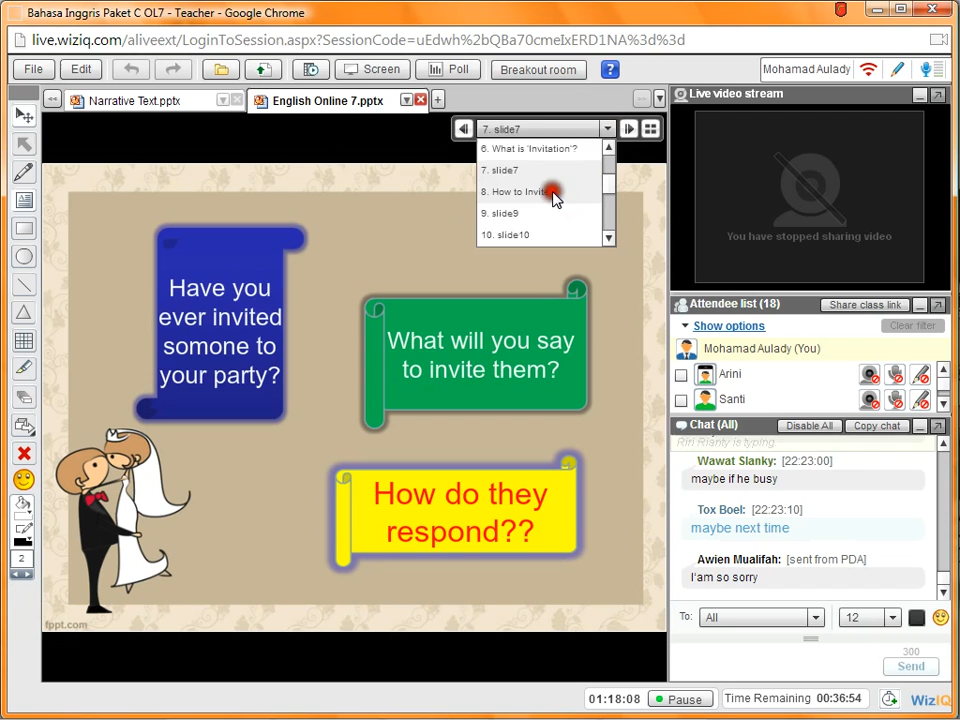 Bahasa Inggris Paket C OL7 - Teacher - Google Chrome
live.wiziq.com/aliveext/LoginToSession.aspx?SessionCode=uEdwh%2bQBa70cmeIxERD1NA%3d%3d
File Edit Screen Poll Breakout room ? Mohamad Aulady
Narrative Text.pptx English Online 7.pptx
7. slide7
6. What is 'Invitation'?
7. slide7
8. How to Invite
9. slide9
10. slide10
Have you
ever invited
somone to
your party?
What will you say
to invite them?
How do they
respond??
fppt.com
2
Live video stream
You have stopped sharing video
Attendee list (18) Share class link
Show options Clear filter
Mohamad Aulady (You)
Arini
Santi
Chat (All) Disable All Copy chat
Riri Rianty is typing
Wawat Slanky: [22:23:00]
maybe if he busy
Tox Boel: [22:23:10]
maybe next time
Awien Mualifah: [sent from PDA]
I'am so sorry
To: All 12
300
Send
01:18:08 Pause Time Remaining 00:36:54 WizIQ